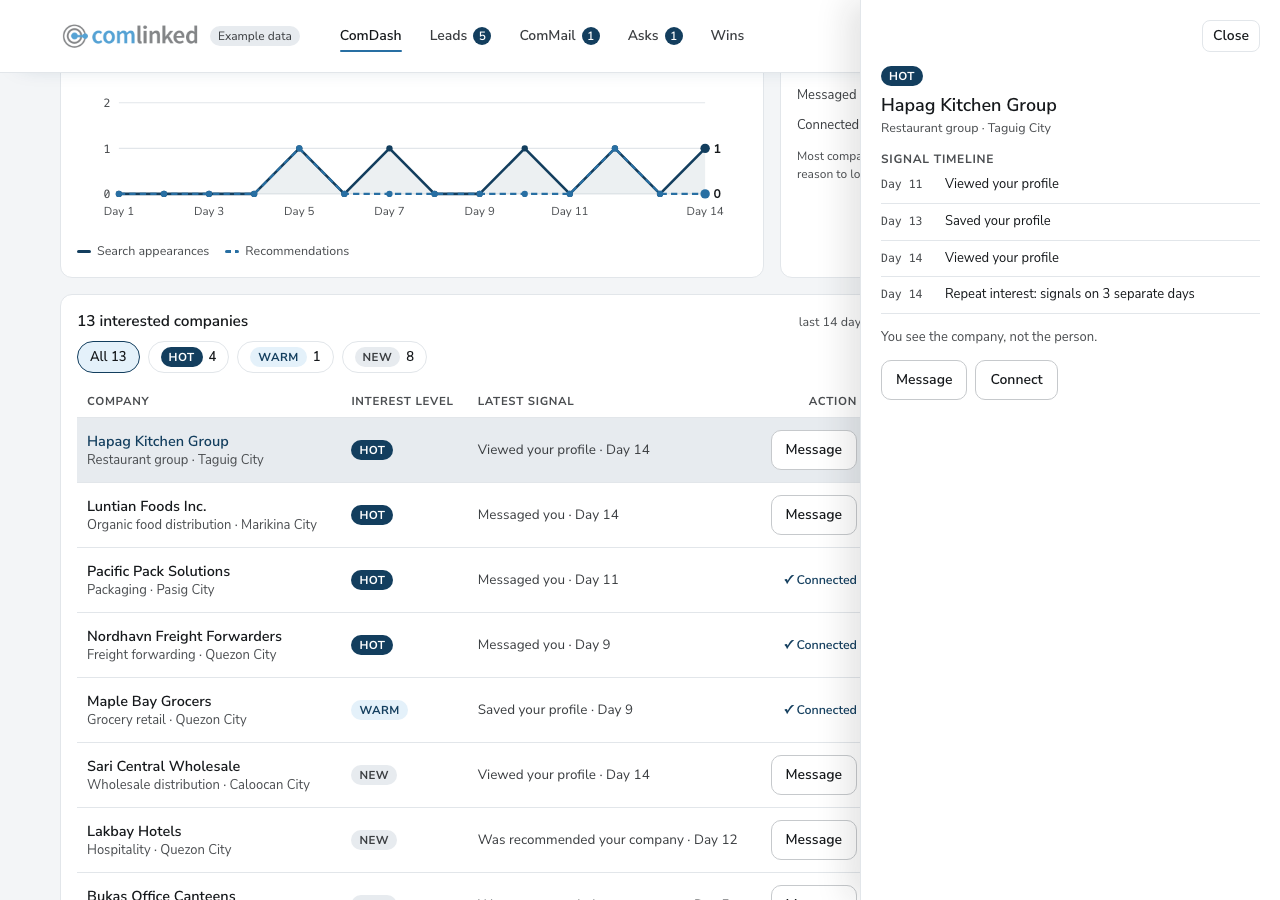 comlinked
Example data
ComDash
Leads 5
ComMail 1
Asks 1
Wins
2
1
0
1
0
Day 1
Day 3
Day 5
Day 7
Day 9
Day 11
Day 14
Search appearances
Recommendations
Messaged
Connected
Most compa
reason to lo
13 interested companies
last 14 day
All 13
HOT 4
WARM 1
NEW 8
COMPANY INTEREST LEVEL LATEST SIGNAL ACTION
Hapag Kitchen Group
Restaurant group · Taguig City
HOT
Viewed your profile · Day 14
Message
Luntian Foods Inc.
Organic food distribution · Marikina City
HOT
Messaged you · Day 14
Message
Pacific Pack Solutions
Packaging · Pasig City
HOT
Messaged you · Day 11
✓ Connected
Nordhavn Freight Forwarders
Freight forwarding · Quezon City
HOT
Messaged you · Day 9
✓ Connected
Maple Bay Grocers
Grocery retail · Quezon City
WARM
Saved your profile · Day 9
✓ Connected
Sari Central Wholesale
Wholesale distribution · Caloocan City
NEW
Viewed your profile · Day 14
Message
Lakbay Hotels
Hospitality · Quezon City
NEW
Was recommended your company · Day 12
Message
Bukas Office Canteens
Close
HOT
Hapag Kitchen Group
Restaurant group · Taguig City
SIGNAL TIMELINE
Day 11 Viewed your profile
Day 13 Saved your profile
Day 14 Viewed your profile
Day 14 Repeat interest: signals on 3 separate days
You see the company, not the person.
Message
Connect